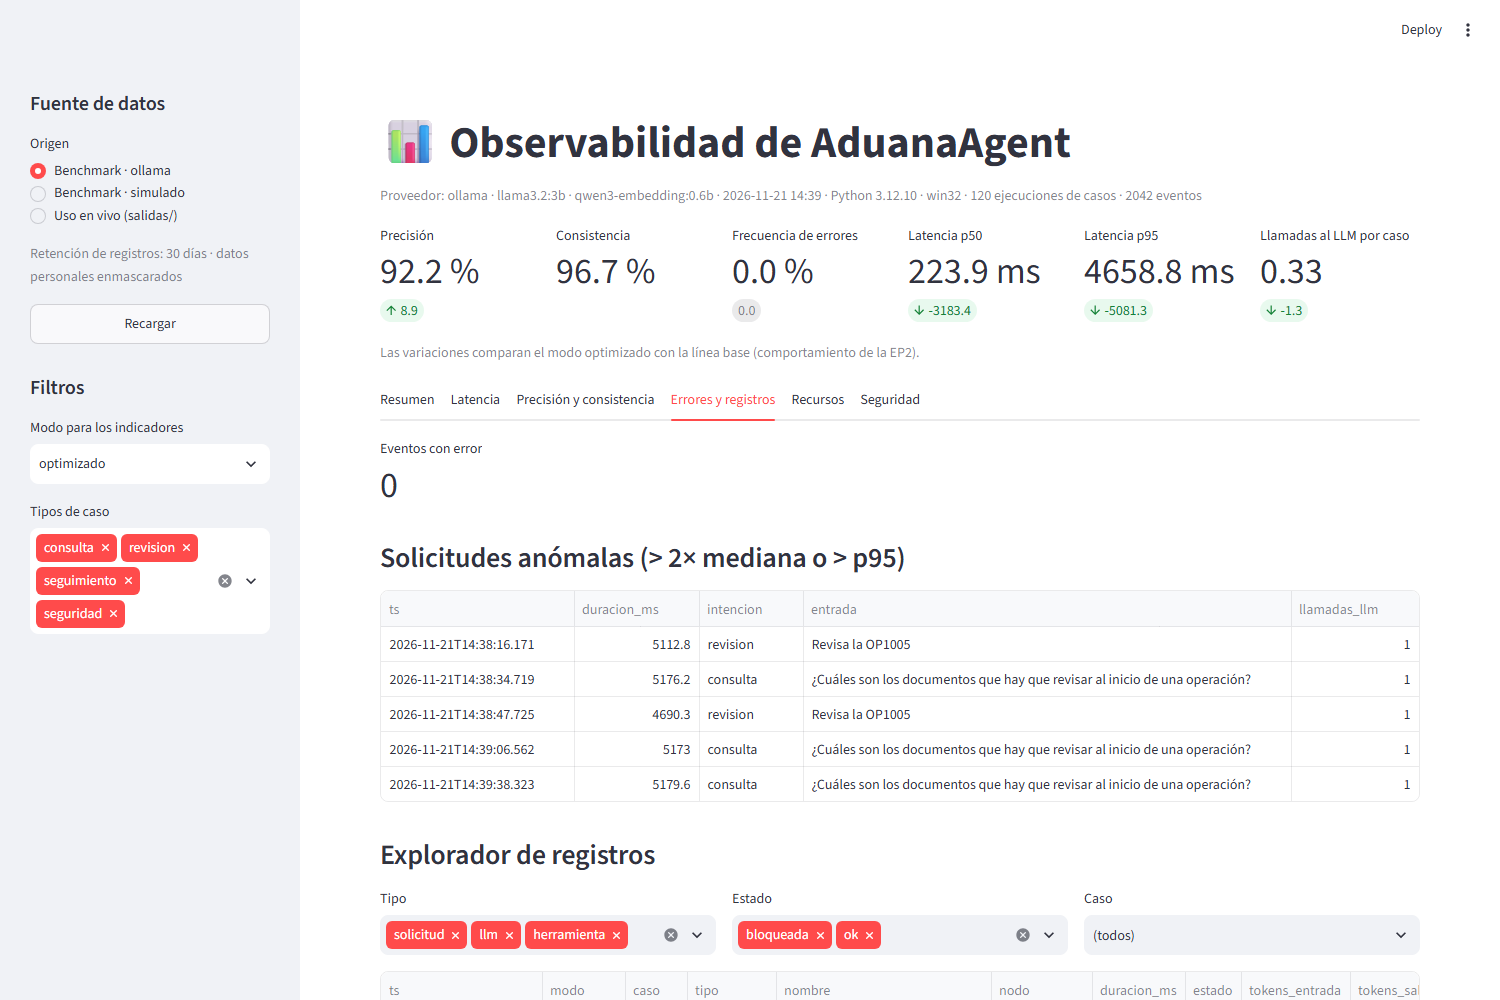 Deploy
Fuente de datos
Origen
Benchmark · ollama
Benchmark · simulado
Uso en vivo (salidas/)
Retención de registros: 30 días · datos
personales enmascarados
Recargar
Filtros
Modo para los indicadores
optimizado
Tipos de caso
consulta × revision ×
seguimiento ×
seguridad ×
Observabilidad de AduanaAgent
Proveedor: ollama · llama3.2:3b · qwen3-embedding:0.6b · 2026-11-21 14:39 · Python 3.12.10 · win32 · 120 ejecuciones de casos · 2042 eventos
Precisión Consistencia Frecuencia de errores Latencia p50 Latencia p95 Llamadas al LLM por caso
92.2 % 96.7 % 0.0 % 223.9 ms 4658.8 ms 0.33
↑ 8.9 0.0 ↓ -3183.4 ↓ -5081.3 ↓ -1.3
Las variaciones comparan el modo optimizado con la línea base (comportamiento de la EP2).
Resumen Latencia Precisión y consistencia Errores y registros Recursos Seguridad
Eventos con error
0
Solicitudes anómalas (> 2× mediana o > p95)
ts duracion_ms intencion entrada llamadas_llm
2026-11-21T14:38:16.171 5112.8 revision Revisa la OP1005 1
2026-11-21T14:38:34.719 5176.2 consulta ¿Cuáles son los documentos que hay que revisar al inicio de una operación? 1
2026-11-21T14:38:47.725 4690.3 revision Revisa la OP1005 1
2026-11-21T14:39:06.562 5173 consulta ¿Cuáles son los documentos que hay que revisar al inicio de una operación? 1
2026-11-21T14:39:38.323 5179.6 consulta ¿Cuáles son los documentos que hay que revisar al inicio de una operación? 1
Explorador de registros
Tipo Estado Caso
solicitud × llm × herramienta × bloqueada × ok × (todos)
ts modo caso tipo nombre nodo duracion_ms estado tokens_entrada tokens_sal